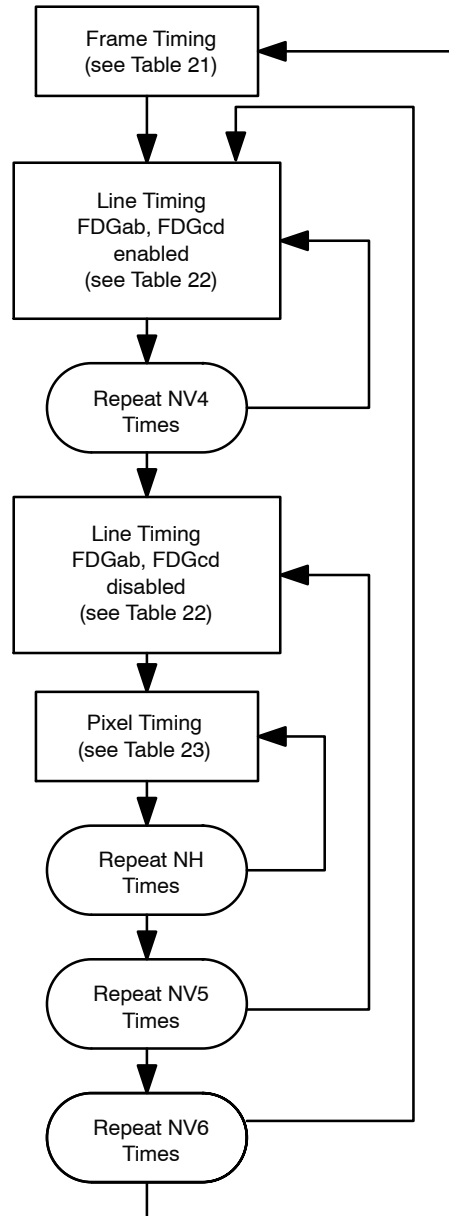 Frame Timing
(see Table 21)
Line Timing
FDGab, FDGcd
enabled
(see Table 22)
Repeat NV4
Times
Line Timing
FDGab, FDGcd
disabled
(see Table 22)
Pixel Timing
(see Table 23)
Repeat NH
Times
Repeat NV5
Times
Repeat NV6
Times